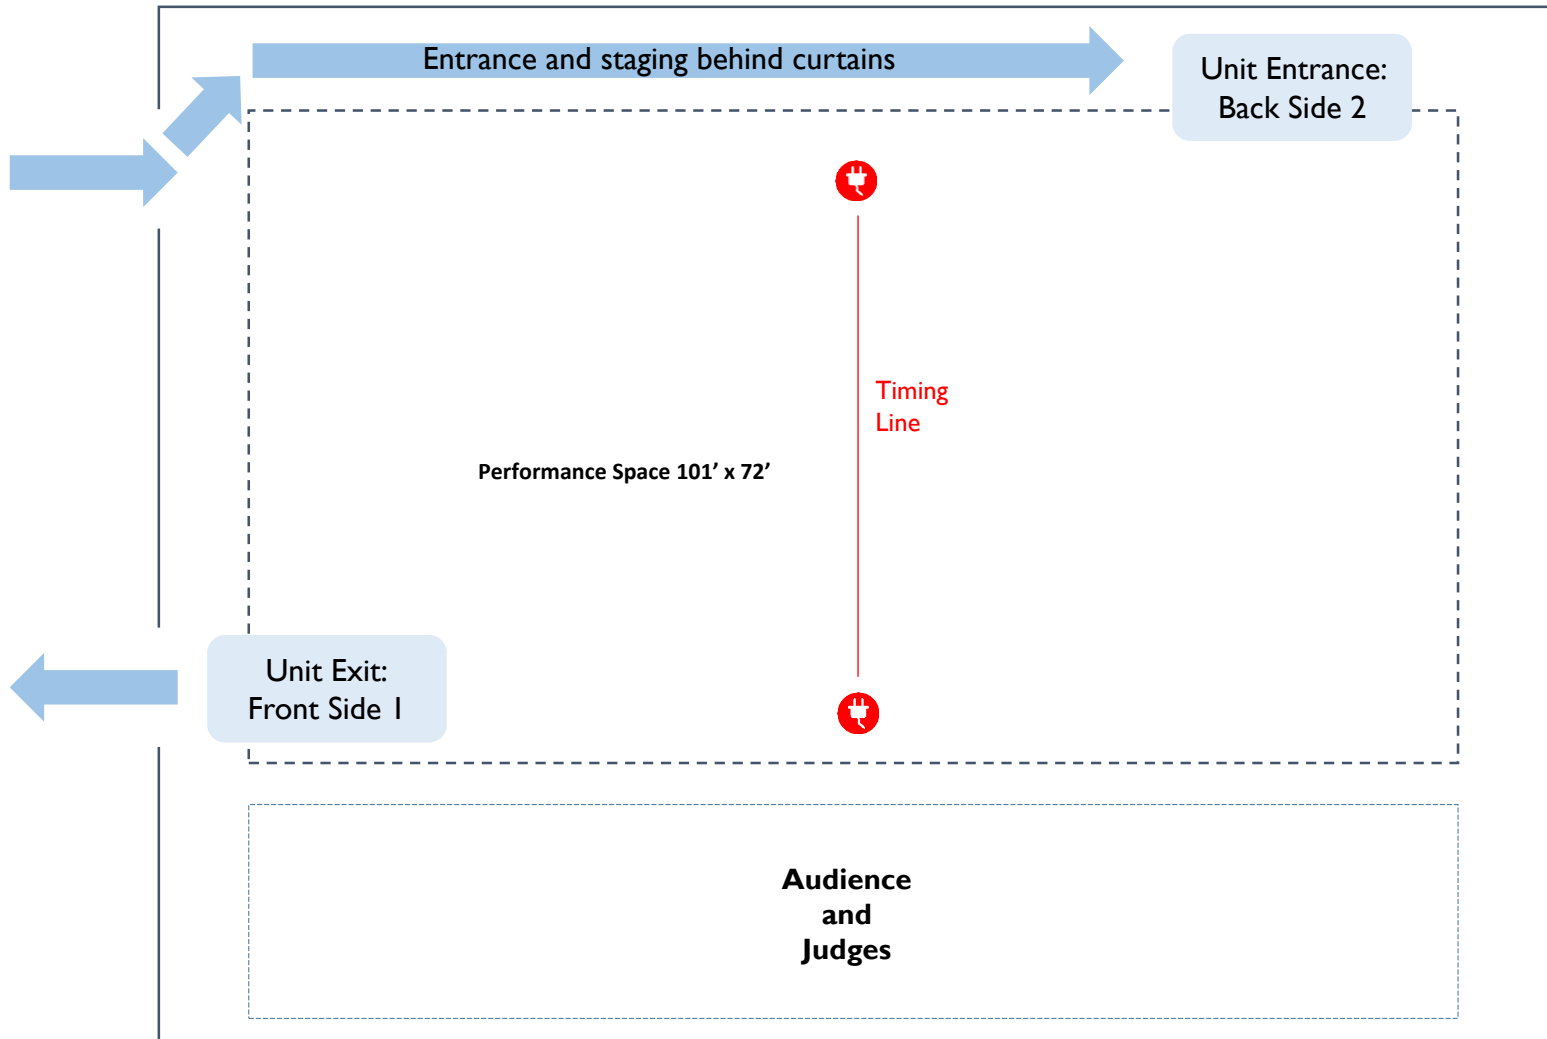 Entrance and staging behind curtains
Unit Entrance:
Back Side 2
Timing
Line
Performance Space 101’ x 72’
Unit Exit:
Front Side 1
Audience
and
Judges